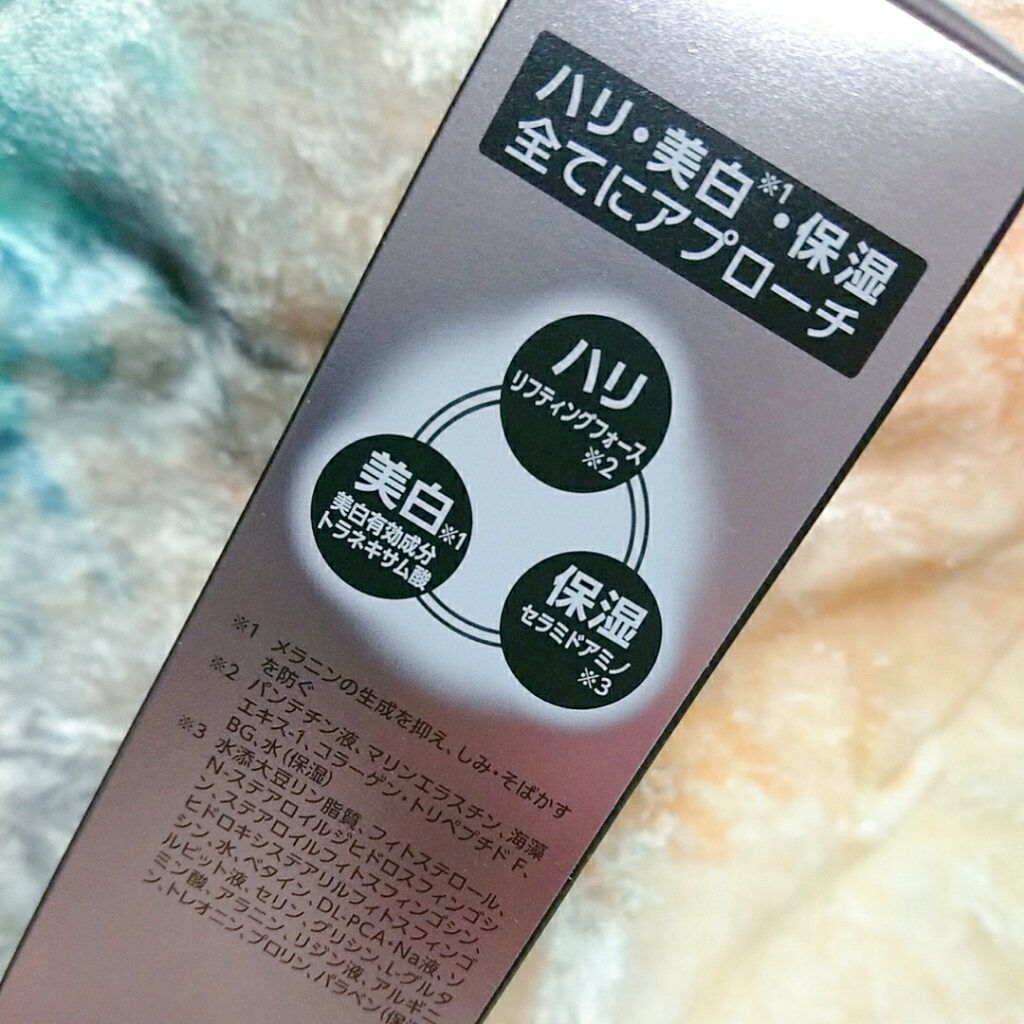 ハリ・美白※1・保湿
全てにアプローチ
ハリ
リフティングフォース
※2
美白※1
美白有効成分
トラネキサム酸
保湿
セラミドアミノ
※3
※1 メラニンの生成を抑え、しみ・そばかす
を防ぐ
※2 パンテチン液、マリンエラスチン、海藻
エキス-1、コラーゲン・トリペプチド F、
BG、水(保湿)
※3 水添大豆リン脂質、フィトステロール、
N-ステアロイルジヒドロスフィンゴシ
ン、ステアロイルフィトスフィンゴシン、
ヒドロキシステアリルフィトスフィンゴ
シン、水、ベタイン、DL-PCA・Na液、ソ
ルビット液、セリン、グリシン、L-グルタ
ミン酸、アラニン、リジン液、アルギニ
ン、トレオニン、プロリン、パラベン(保